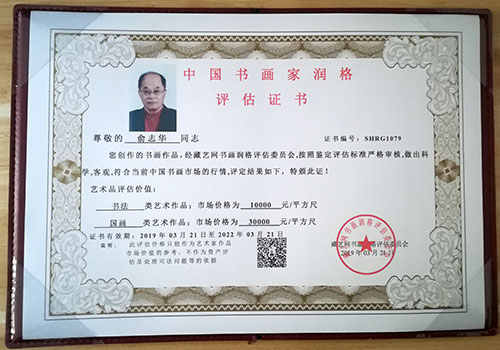 中国书画家润格
评估证书
尊敬的 俞志华 同志
证书编号：SHRG1079
您创作的书画作品，经藏艺网书画润格评估委员会，按照鉴定评估标准严格审核，做出科
学，客观，符合当前中国书画市场的行情，评定结果如下，特颁此证！
艺术品评估价值：
书法 类艺术作品：市场价格为 10000 元/平方尺
国画 类艺术作品：市场价格为 30000 元/平方尺
证书有效期：2019 年 03 月 21 日至 2022 年 03 月 21 日
说明：
此评估价格只能作为艺术家作品
市场价值的参考，不作为资产评
估及处理司法问题等的依据。
藏艺网书画润格评估委员会
2019 年 03 月 21 日